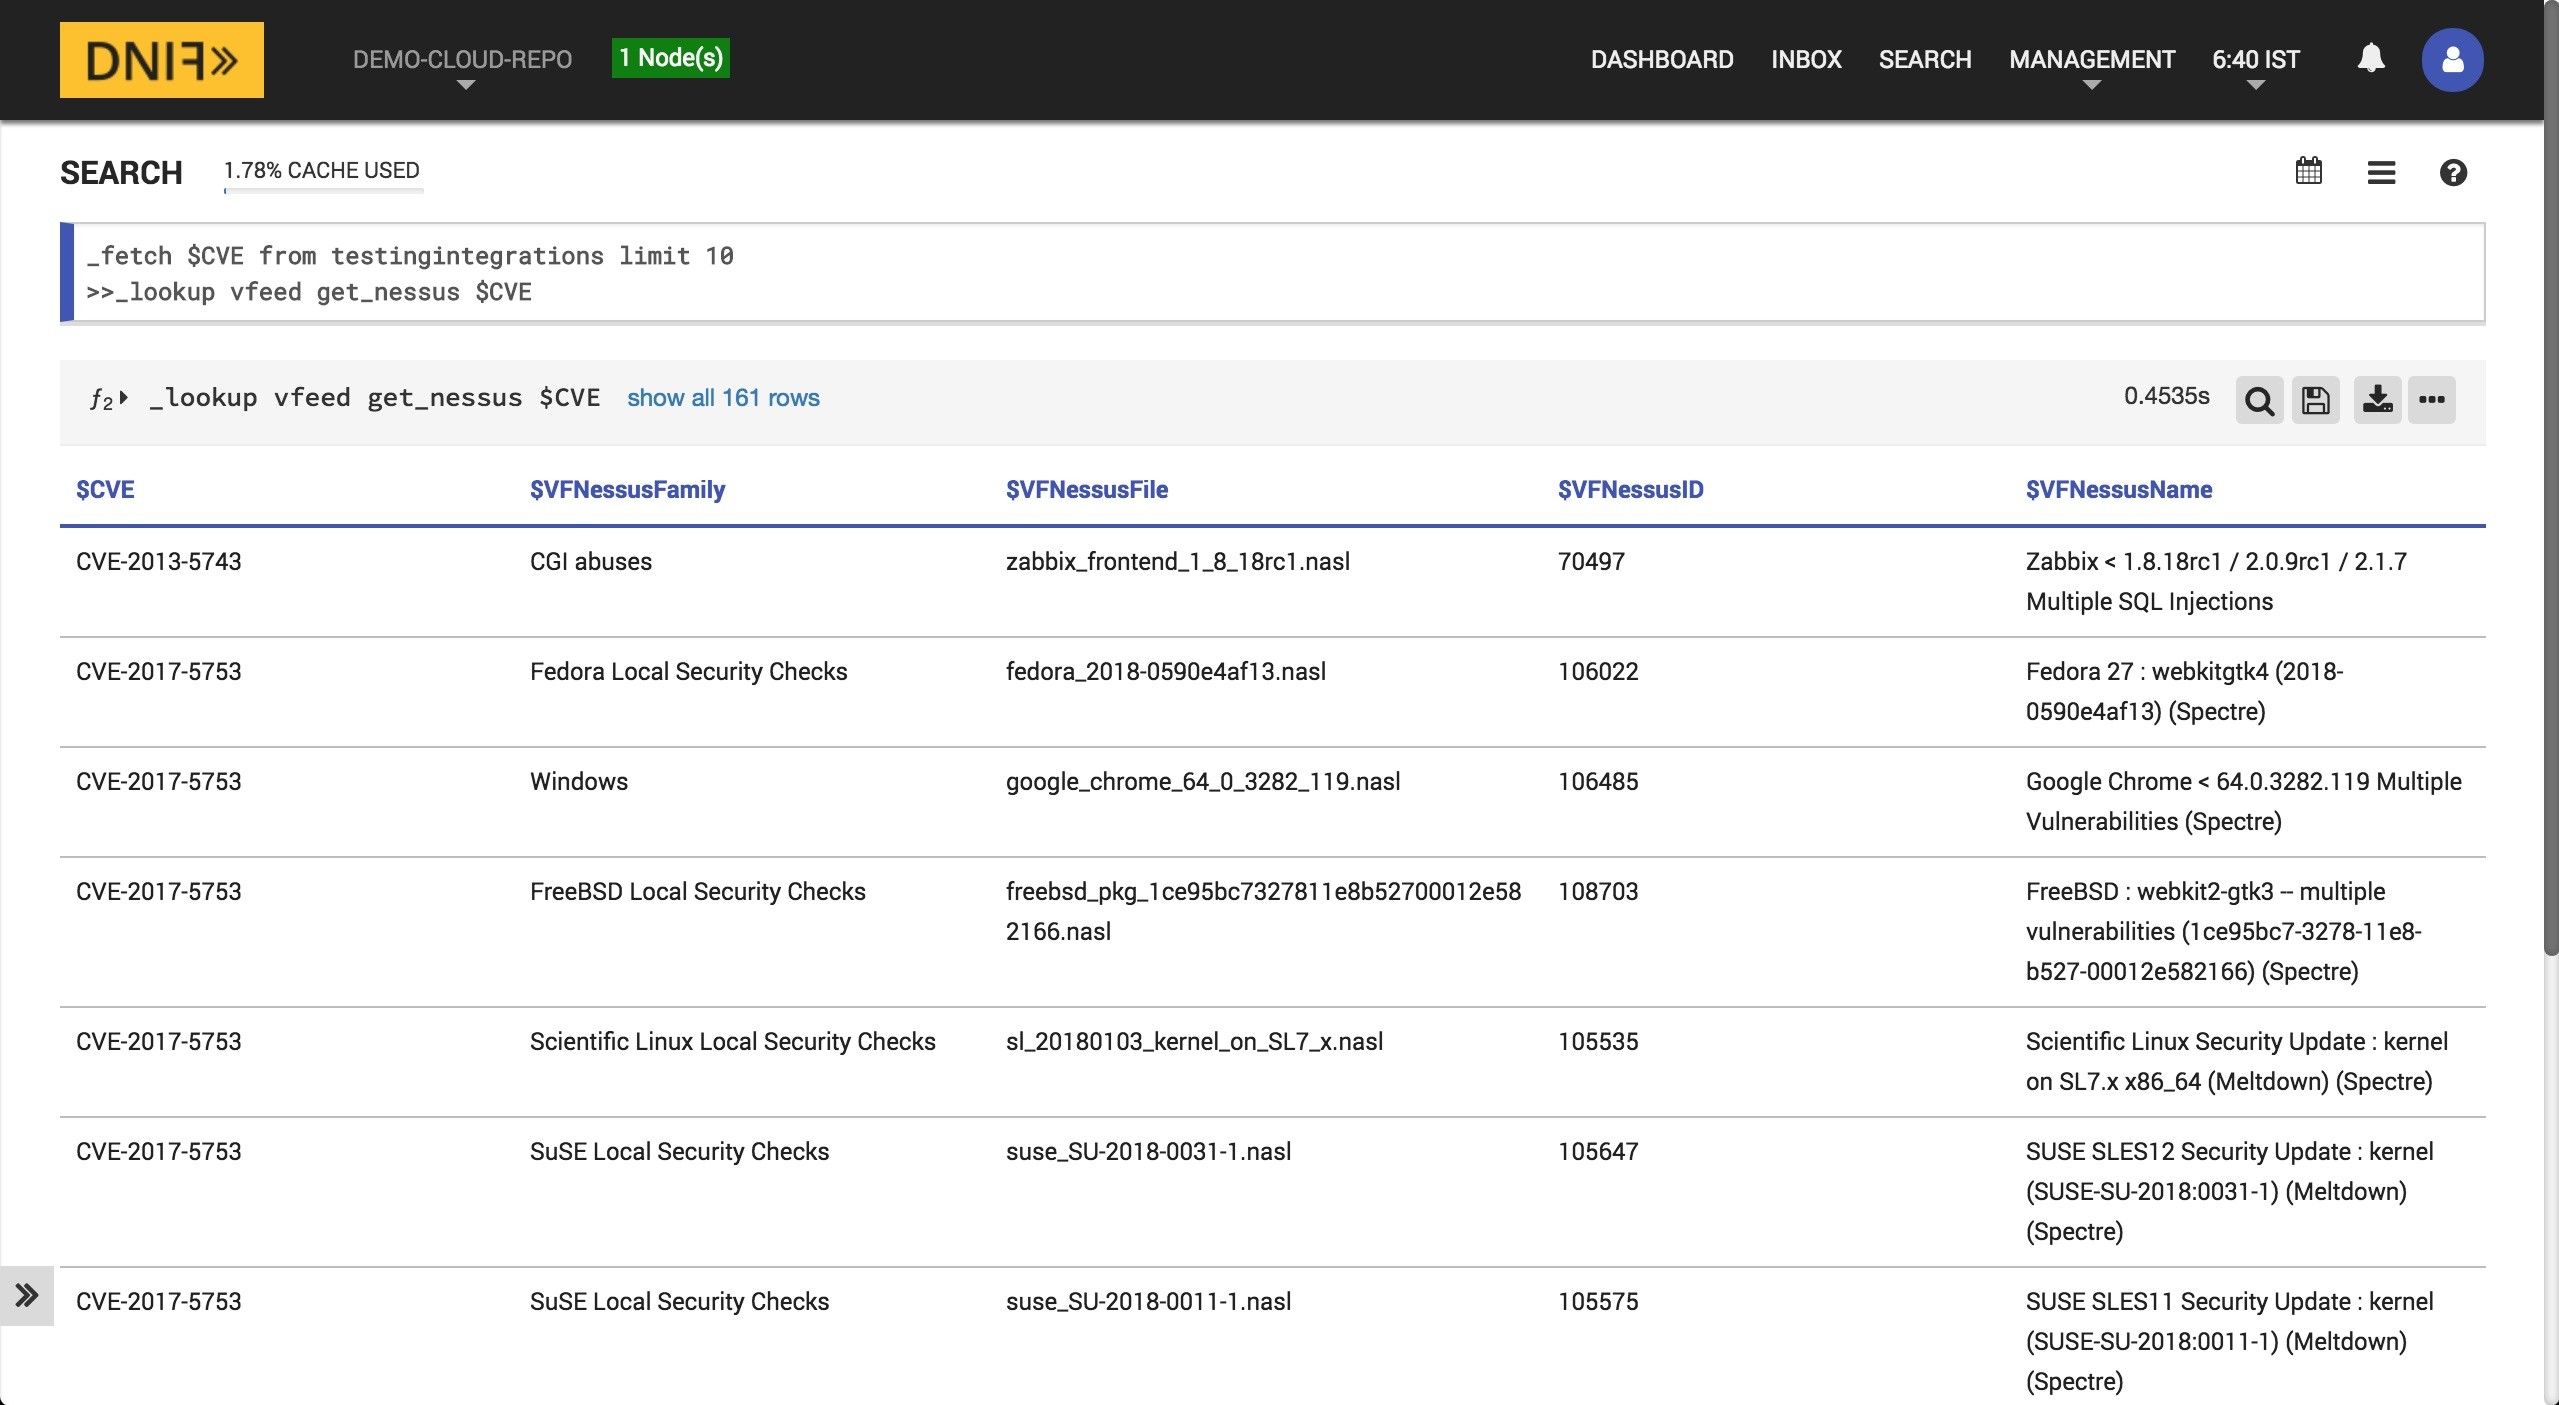 DNIF»
DEMO-CLOUD-REPO
1 Node(s)
DASHBOARD
INBOX
SEARCH
MANAGEMENT
6:40 IST
SEARCH
1.78% CACHE USED
_fetch $CVE from testingintegrations limit 10
>>_lookup vfeed get_nessus $CVE
ƒ2 _lookup vfeed get_nessus $CVE show all 161 rows
0.4535s
$CVE $VFNessusFamily $VFNessusFile $VFNessusID $VFNessusName
CVE-2013-5743 CGI abuses zabbix_frontend_1_8_18rc1.nasl 70497 Zabbix < 1.8.18rc1 / 2.0.9rc1 / 2.1.7
Multiple SQL Injections
CVE-2017-5753 Fedora Local Security Checks fedora_2018-0590e4af13.nasl 106022 Fedora 27 : webkitgtk4 (2018-
0590e4af13) (Spectre)
CVE-2017-5753 Windows google_chrome_64_0_3282_119.nasl 106485 Google Chrome < 64.0.3282.119 Multiple
Vulnerabilities (Spectre)
CVE-2017-5753 FreeBSD Local Security Checks freebsd_pkg_1ce95bc7327811e8b52700012e58 108703 FreeBSD : webkit2-gtk3 -- multiple
2166.nasl vulnerabilities (1ce95bc7-3278-11e8-
b527-00012e582166) (Spectre)
CVE-2017-5753 Scientific Linux Local Security Checks sl_20180103_kernel_on_SL7_x.nasl 105535 Scientific Linux Security Update : kernel
on SL7.x x86_64 (Meltdown) (Spectre)
CVE-2017-5753 SuSE Local Security Checks suse_SU-2018-0031-1.nasl 105647 SUSE SLES12 Security Update : kernel
(SUSE-SU-2018:0031-1) (Meltdown)
(Spectre)
CVE-2017-5753 SuSE Local Security Checks suse_SU-2018-0011-1.nasl 105575 SUSE SLES11 Security Update : kernel
(SUSE-SU-2018:0011-1) (Meltdown)
(Spectre)